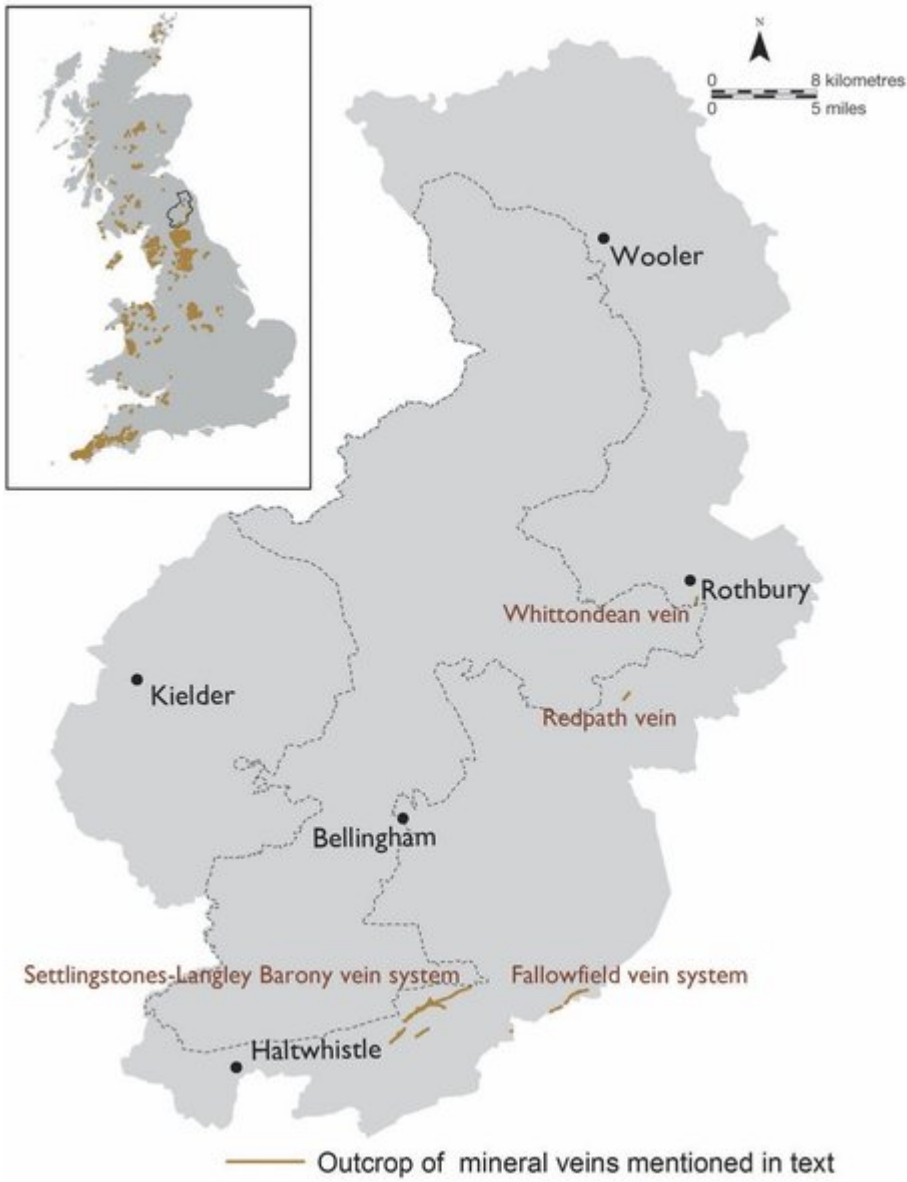 N
0 8 kilometres
0 5 miles
Wooler
Rothbury
Whittondean vein
Kielder
Redpath vein
Bellingham
Settlingstones-Langley Barony vein system
Fallowfield vein system
Haltwhistle
Outcrop of mineral veins mentioned in text